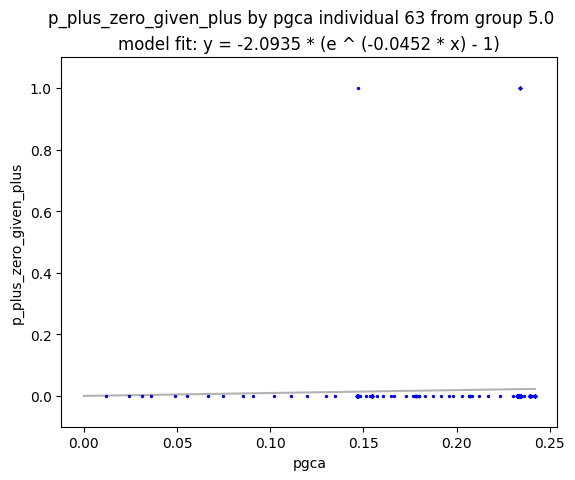 p_plus_zero_given_plus by pgca individual 63 from group 5.0
model fit: y = -2.0935 * (e ^ (-0.0452 * x) - 1)
1.0
0.8
0.6
0.4
0.2
0.0
p_plus_zero_given_plus
0.00 0.05 0.10 0.15 0.20 0.25
pgca